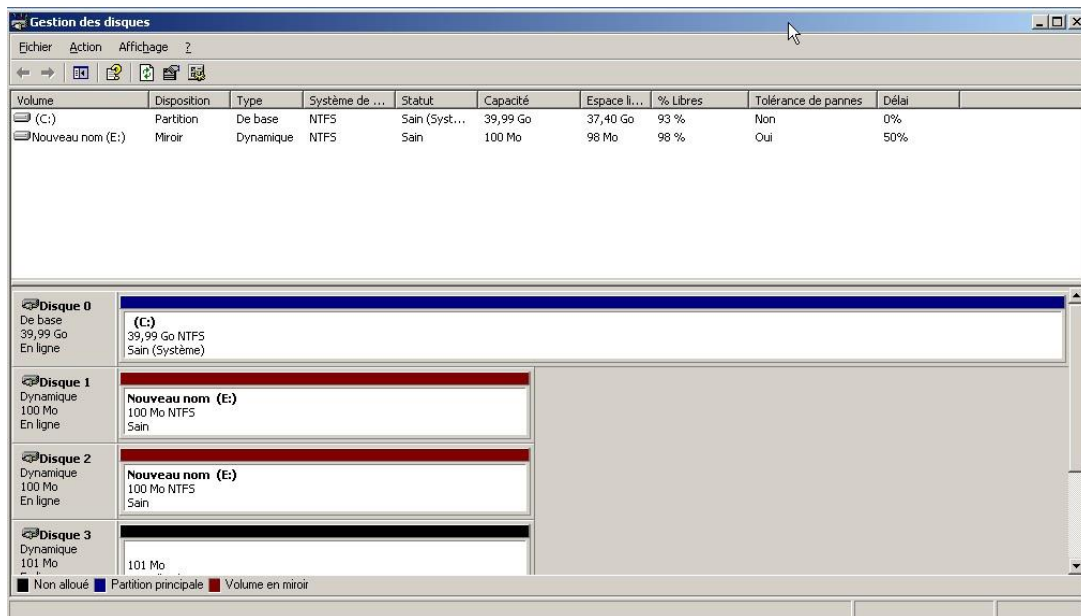 Gestion des disques
Fichier Action Affichage ?
Volume Disposition Type Système de ... Statut Capacité Espace li... % Libres Tolérance de pannes Délai
(C:) Partition De base NTFS Sain (Syst... 39,99 Go 37,40 Go 93 % Non 0%
Nouveau nom (E:) Miroir Dynamique NTFS Sain 100 Mo 98 Mo 98 % Oui 50%
Disque 0
De base
39,99 Go
En ligne
(C:)
39,99 Go NTFS
Sain (Système)
Disque 1
Dynamique
100 Mo
En ligne
Nouveau nom (E:)
100 Mo NTFS
Sain
Disque 2
Dynamique
100 Mo
En ligne
Nouveau nom (E:)
100 Mo NTFS
Sain
Disque 3
Dynamique
101 Mo
101 Mo
Non alloué Partition principale Volume en miroir